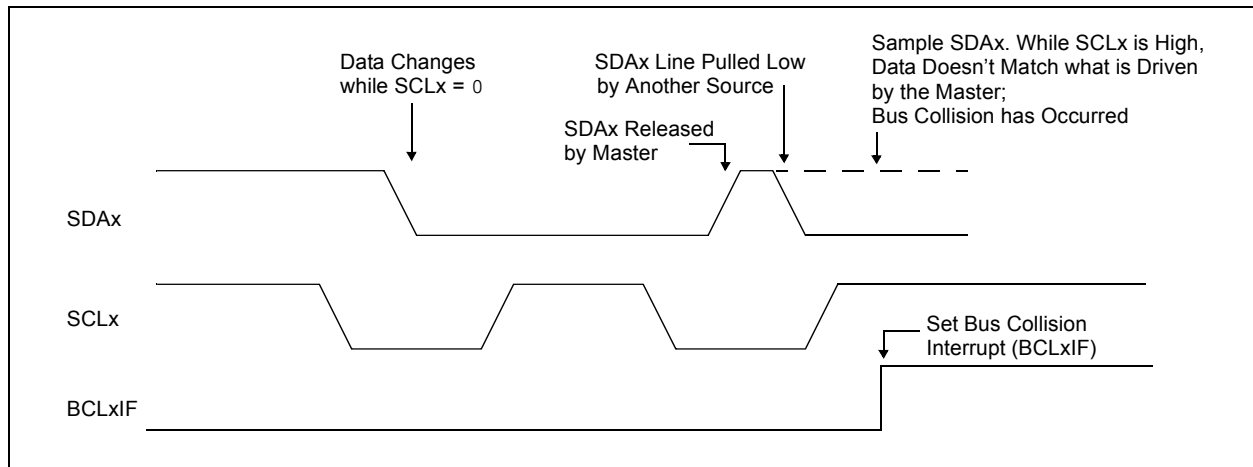 Data Changes
while SCLx = 0
SDAx Line Pulled Low
by Another Source
Sample SDAx. While SCLx is High,
Data Doesn’t Match what is Driven
by the Master;
Bus Collision has Occurred
SDAx Released
by Master
SDAx
SCLx
Set Bus Collision
Interrupt (BCLxIF)
BCLxIF